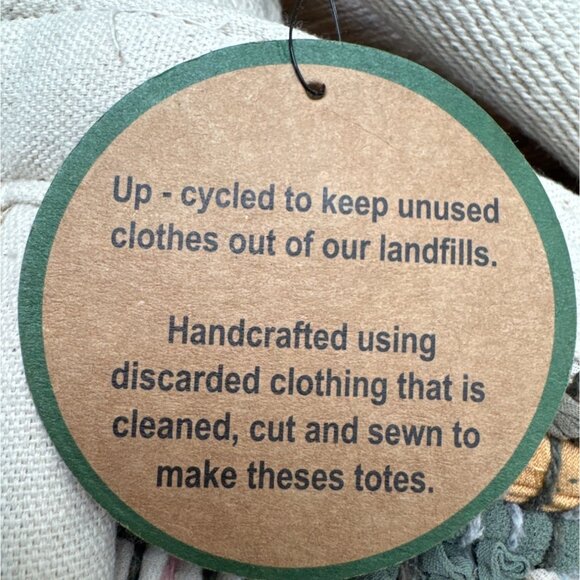 Up - cycled to keep unused
clothes out of our landfills.
Handcrafted using
discarded clothing that is
cleaned, cut and sewn to
make theses totes.